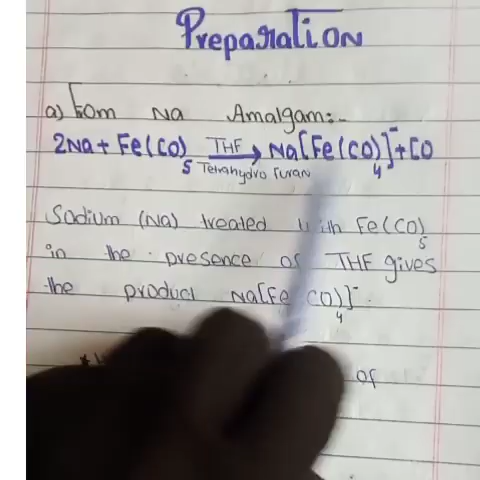 Preparation
a) From Na Amalgam:-
2Na + Fe(CO)₅ THF → Na[Fe(CO)₄]⁻ + CO
Tetrahydro Furan
Sodium (Na) treated with Fe(CO)₅
in the presence of THF gives
the product Na[Fe(CO)₄]⁻.
of